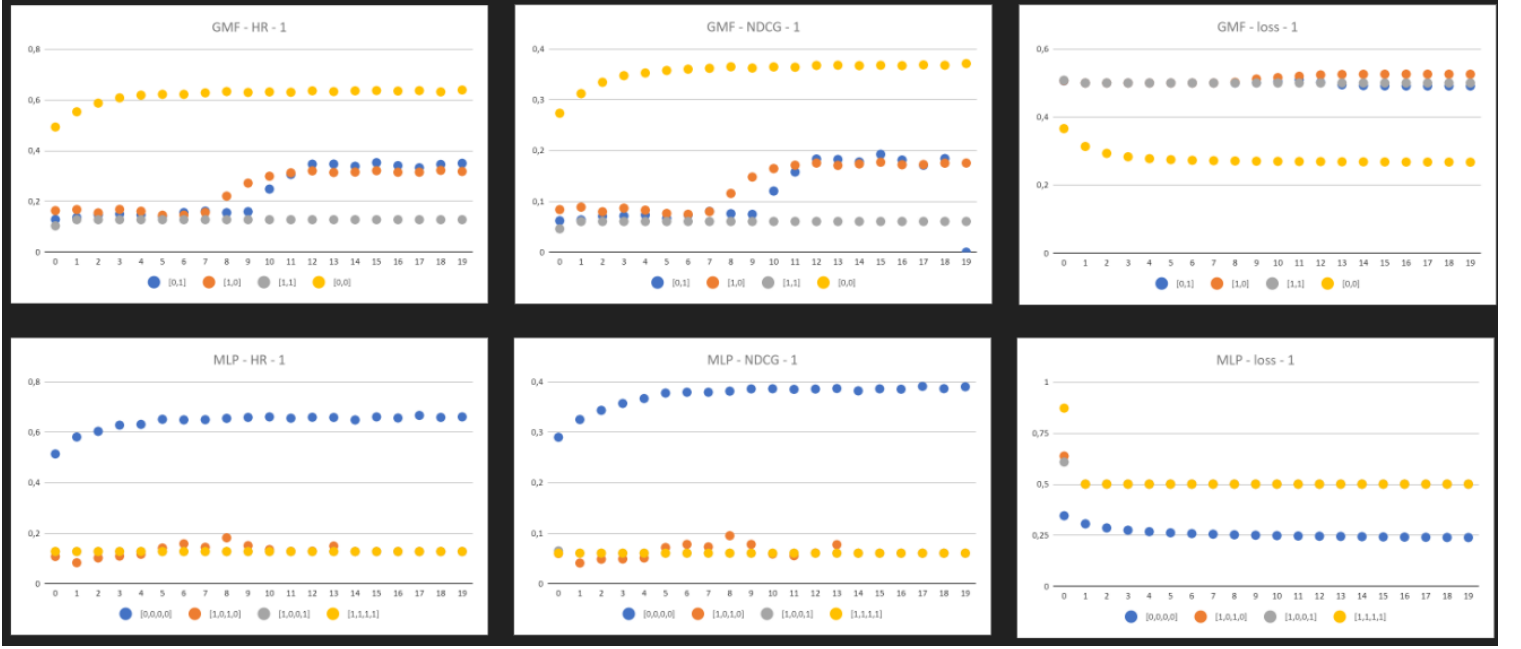 GMF - HR - 1
0,8
0,6
0,4
0,2
0
0 1 2 3 4 5 6 7 8 9 10 11 12 13 14 15 16 17 18 19
[0,1] [1,0] [1,1] [0,0]
GMF - NDCG - 1
0,4
0,3
0,2
0,1
0
0 1 2 3 4 5 6 7 8 9 10 11 12 13 14 15 16 17 18 19
[0,1] [1,0] [1,1] [0,0]
GMF - loss - 1
0,6
0,4
0,2
0
0 1 2 3 4 5 6 7 8 9 10 11 12 13 14 15 16 17 18 19
[0,1] [1,0] [1,1] [0,0]
MLP - HR - 1
0,8
0,6
0,4
0,2
0
0 1 2 3 4 5 6 7 8 9 10 11 12 13 14 15 16 17 18 19
[0,0,0,0] [1,0,1,0] [1,0,0,1] [1,1,1,1]
MLP - NDCG - 1
0,4
0,3
0,2
0,1
0
0 1 2 3 4 5 6 7 8 9 10 11 12 13 14 15 16 17 18 19
[0,0,0,0] [1,0,1,0] [1,0,0,1] [1,1,1,1]
MLP - loss - 1
1
0,75
0,5
0,25
0
0 1 2 3 4 5 6 7 8 9 10 11 12 13 14 15 16 17 18 19
[0,0,0,0] [1,0,1,0] [1,0,0,1] [1,1,1,1]